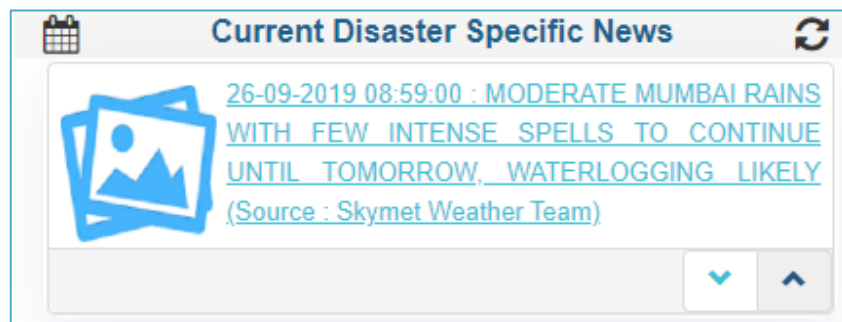 Current Disaster Specific News
26-09-2019 08:59:00 : MODERATE MUMBAI RAINS
WITH FEW INTENSE SPELLS TO CONTINUE
UNTIL TOMORROW, WATERLOGGING LIKELY
(Source : Skymet Weather Team)